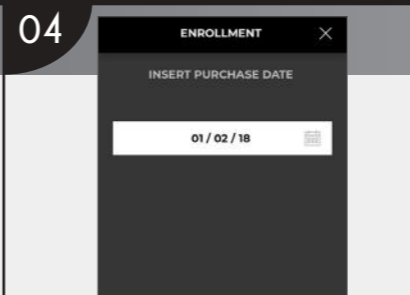 04
ENROLLMENT
INSERT PURCHASE DATE
01 / 02 / 18